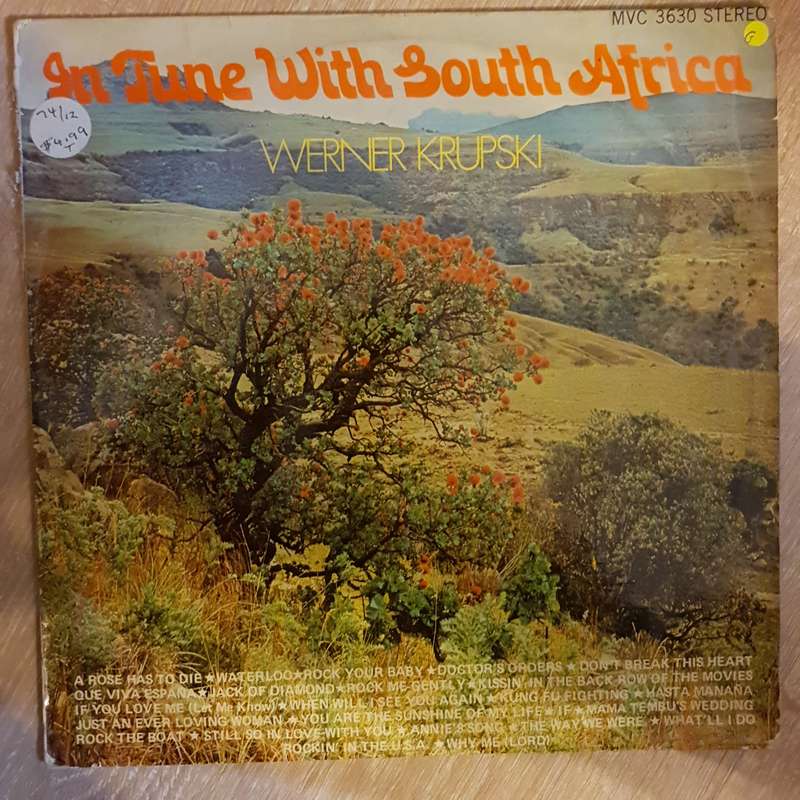 MVC 3630 STEREO
G
In Tune With South Africa
74/12
$4.99
T
WERNER KRUPSKI
A ROSE HAS TO DIE ★ WATERLOO ★ ROCK YOUR BABY ★ DOCTOR'S ORDERS ★ DON'T BREAK THIS HEART
QUE VIVA ESPANA ★ JACK OF DIAMOND ★ ROCK ME GENTLY ★ KISSIN' IN THE BACK ROW OF THE MOVIES
IF YOU LOVE ME (Let Me Know) ★ WHEN WILL I SEE YOU AGAIN ★ KUNG FU FIGHTING ★ HASTA MAÑANA
JUST AN EVER LOVING WOMAN ★ YOU ARE THE SUNSHINE OF MY LIFE ★ IF ★ MAMA TEMBU'S WEDDING
ROCK THE BOAT ★ STILL SO IN LOVE WITH YOU ★ ANNIE'S SONG ★ THE WAY WE WERE ★ WHAT'LL I DO
ROCKIN' IN THE U.S.A. ★ WHY ME (LORD)